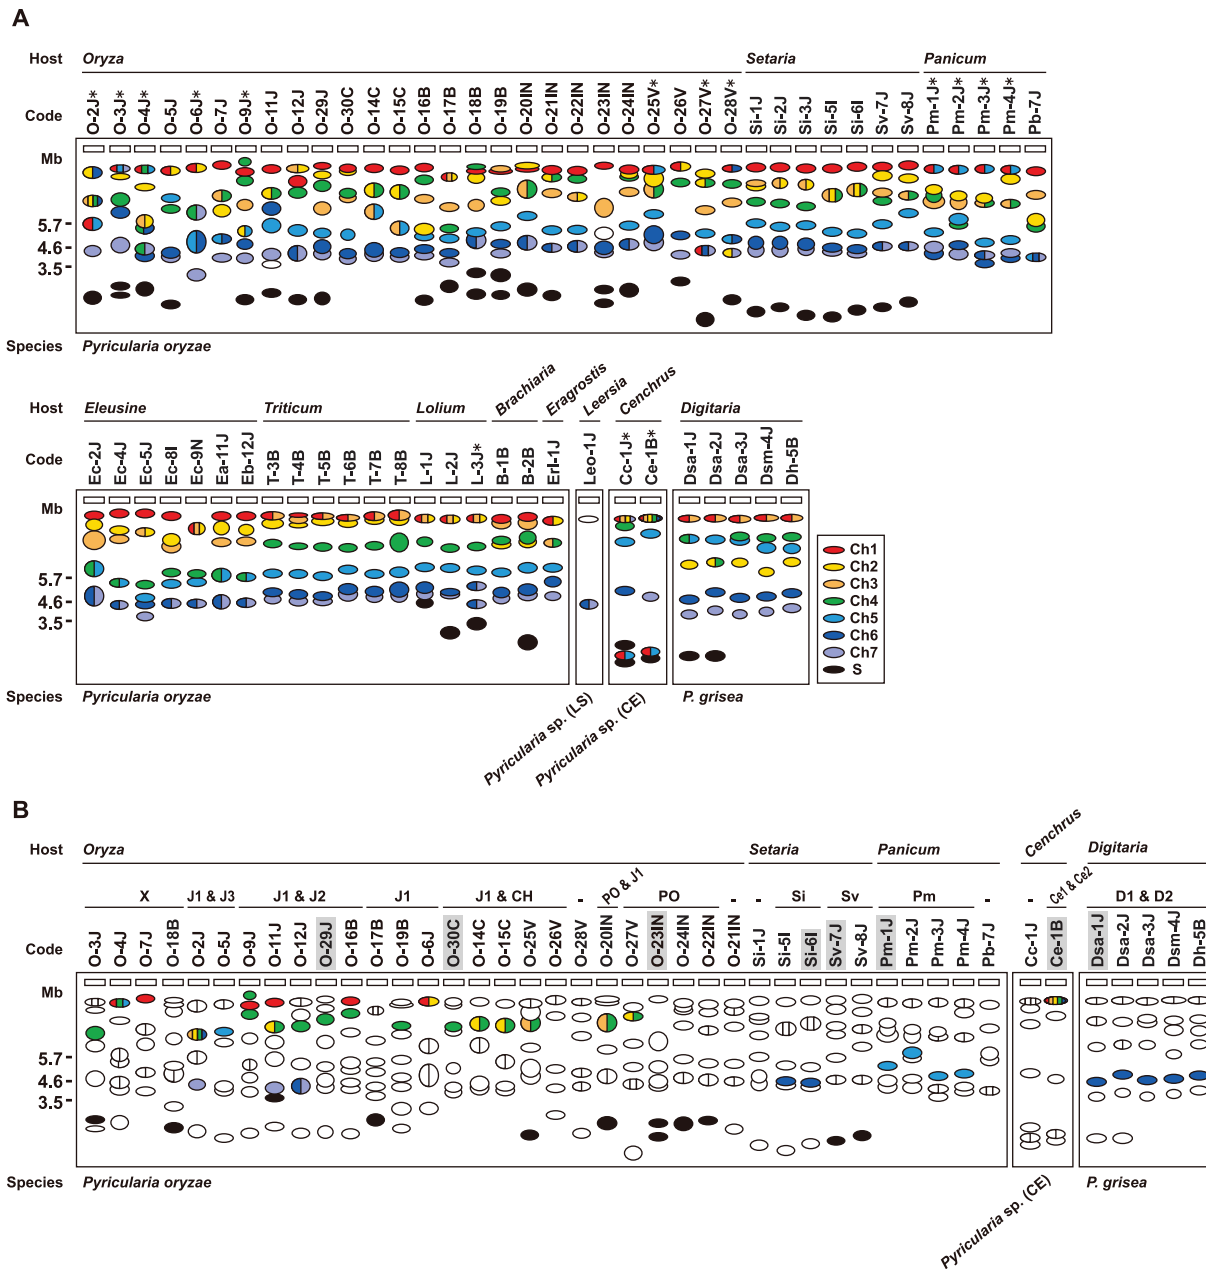 A
Host Oryza Setaria Panicum
Code O-2J* O-3J* O-4J* O-5J O-6J* O-7J O-9J* O-11J O-12J O-29J O-30C O-14C O-15C O-16B O-17B O-18B O-19B O-20IN O-21IN O-22IN O-23IN O-24IN O-25V* O-26V O-27V* O-28V* Si-1J Si-2J Si-3J Si-5I Si-6I Sv-7J Sv-8J Pm-1J* Pm-2J* Pm-3J* Pm-4J* Pb-7J
Mb
5.7
4.6
3.5
Species Pyricularia oryzae
Host Eleusine Triticum Lolium Brachiaria Eragrostis Leersia Cenchrus Digitaria
Code Ec-2J Ec-4J Ec-5J Ec-8I Ec-9N Ea-11J Eb-12J T-3B T-4B T-5B T-6B T-7B T-8B L-1J L-2J L-3J* B-1B B-2B Erl-1J Leo-1J Cc-1J* Ce-1B* Dsa-1J Dsa-2J Dsa-3J Dsm-4J Dh-5B
Mb
5.7
4.6
3.5
Ch1
Ch2
Ch3
Ch4
Ch5
Ch6
Ch7
S
Species Pyricularia oryzae Pyricularia sp. (LS) Pyricularia sp. (CE) P. grisea
B
Host Oryza Setaria Panicum Cenchrus Digitaria
X J1 & J3 J1 & J2 J1 J1 & CH - PO & J1 PO - - Si Sv Pm - - Ce1 & Ce2 D1 & D2
Code O-3J O-4J O-7J O-18B O-2J O-5J O-9J O-11J O-12J O-29J O-16B O-17B O-19B O-6J O-30C O-14C O-15C O-25V O-26V O-28V O-20IN O-27V O-23IN O-24IN O-22IN O-21IN Si-1J Si-5I Si-6I Sv-7J Sv-8J Pm-1J Pm-2J Pm-3J Pm-4J Pb-7J Cc-1J Ce-1B Dsa-1J Dsa-2J Dsa-3J Dsm-4J Dh-5B
Mb
5.7
4.6
3.5
Species Pyricularia oryzae Pyricularia sp. (CE) P. grisea